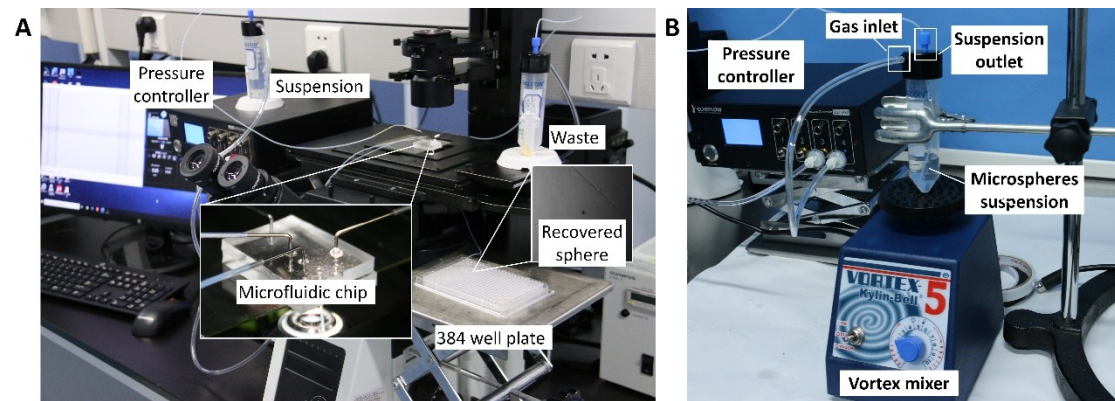 A
Pressure
controller
Suspension
Waste
Recovered
sphere
Microfluidic chip
384 well plate
B
Gas inlet
Suspension
outlet
Pressure
controller
Microspheres
suspension
VORTEX
Kylin-Bell
5
Vortex mixer